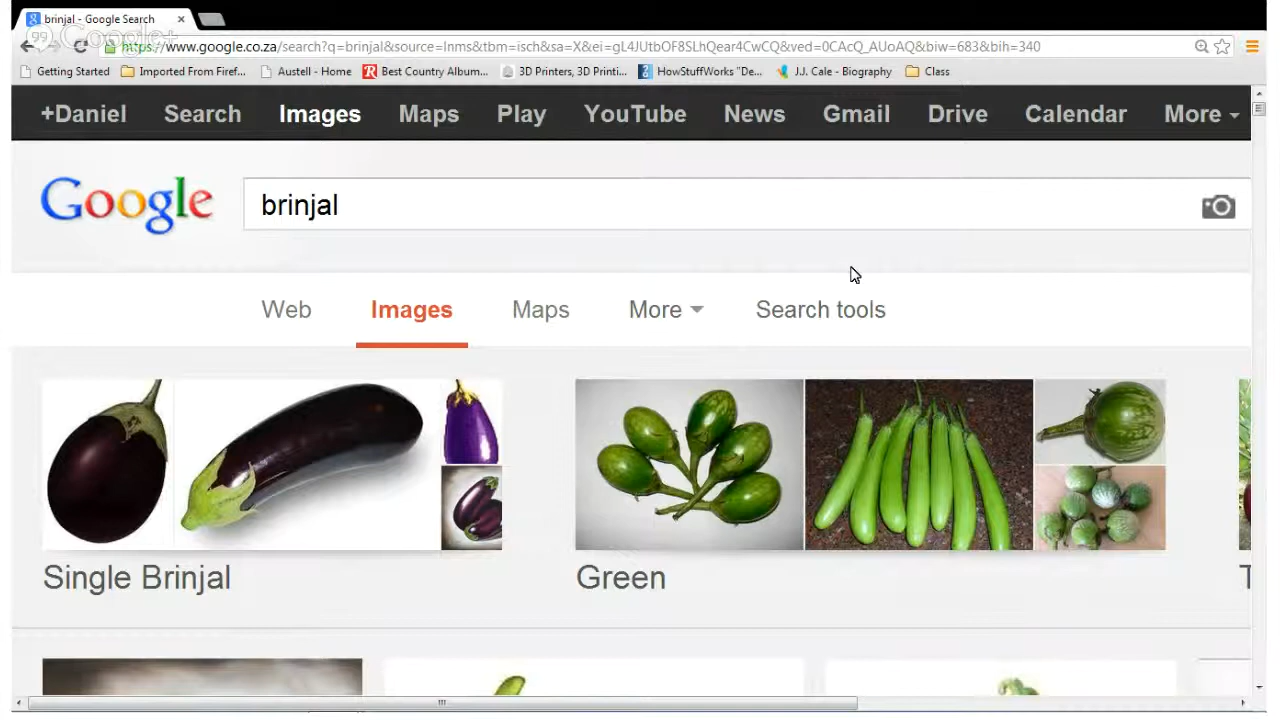 brinjal - Google Search
Google+
https://www.google.co.za/search?q=brinjal&source=lnms&tbm=isch&sa=X&ei=gL4JUtbOF8SLhQear4CwCQ&ved=0CAcQ_AUoAQ&biw=683&bih=340
Getting Started Imported From Firef... Austell - Home Best Country Album... 3D Printers, 3D Printi... HowStuffWorks "De... J.J. Cale - Biography Class
+Daniel Search Images Maps Play YouTube News Gmail Drive Calendar More
Google brinjal
Web Images Maps More Search tools
Single Brinjal Green